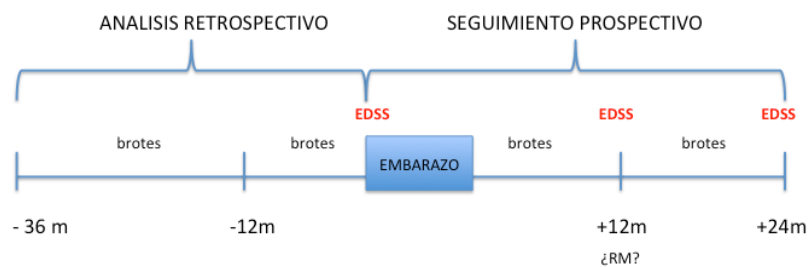 ANALISIS RETROSPECTIVO SEGUIMIENTO PROSPECTIVO
EDSS EDSS EDSS
brotes brotes brotes brotes
EMBARAZO
- 36 m -12m +12m +24m
¿RM?